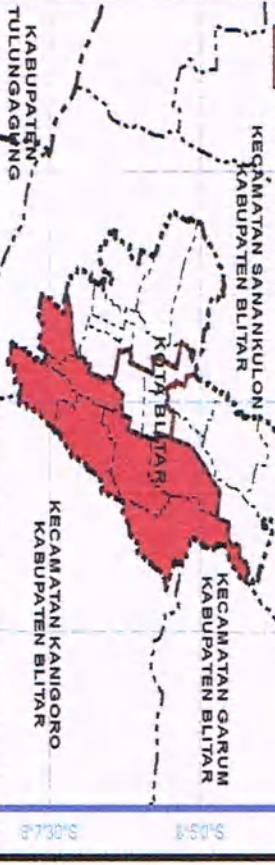 KABUPATEN
TULUNGAGUNG
KECAMATAN SANANKULON
KABUPATEN BLITAR
KOTA BLITAR
KECAMATAN GARUM
KABUPATEN BLITAR
KECAMATAN KANIGORO
KABUPATEN BLITAR
8°7'30"S
8°5'0"S